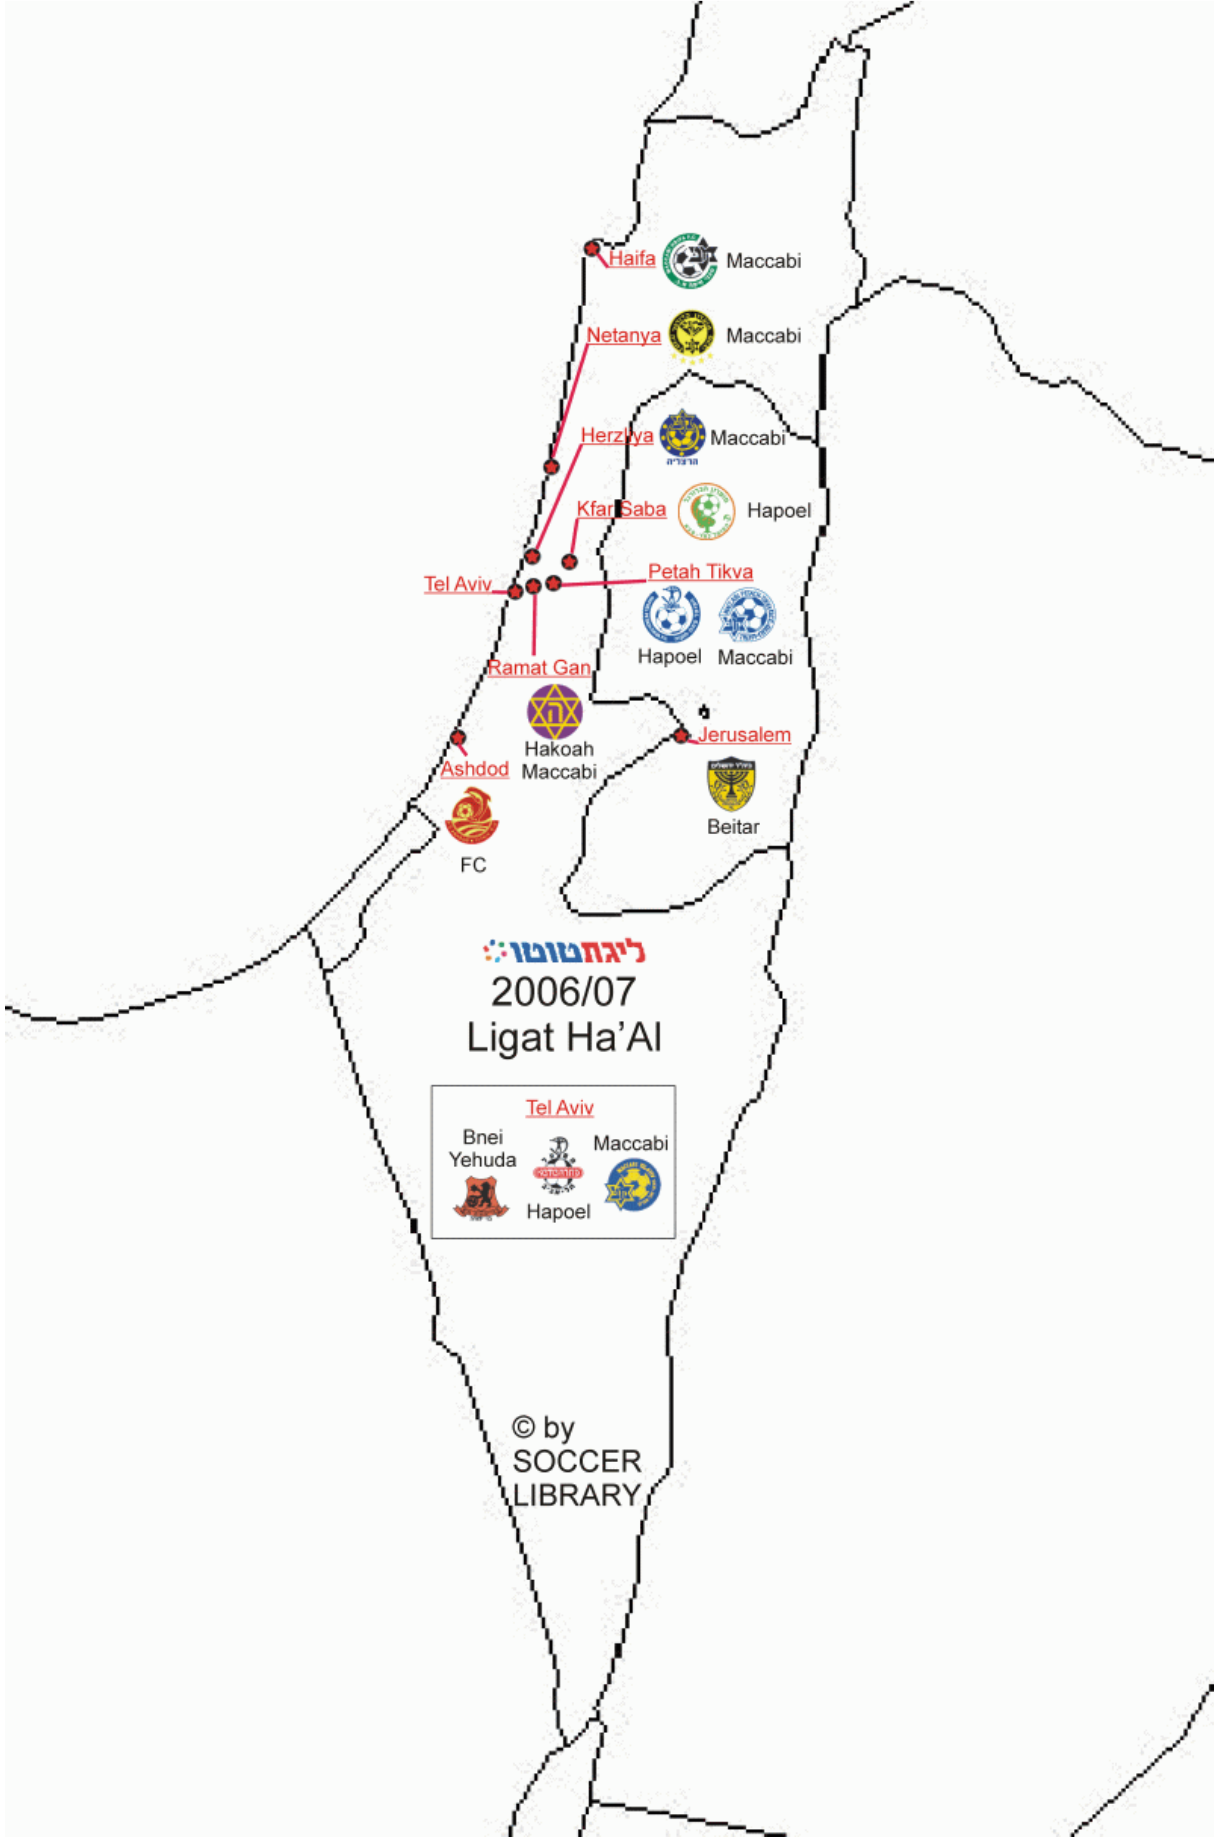 Haifa
Maccabi
Netanya
Maccabi
Herzliya
Maccabi
הרצליה
Kfar Saba
Hapoel
Tel Aviv
Petah Tikva
Hapoel
Maccabi
Ramat Gan
Hakoah
Maccabi
Jerusalem
Beitar
Ashdod
FC
ליגתטוטו
2006/07
Ligat Ha’Al
Tel Aviv
Bnei
Yehuda
Hapoel
Maccabi
© by
SOCCER
LIBRARY